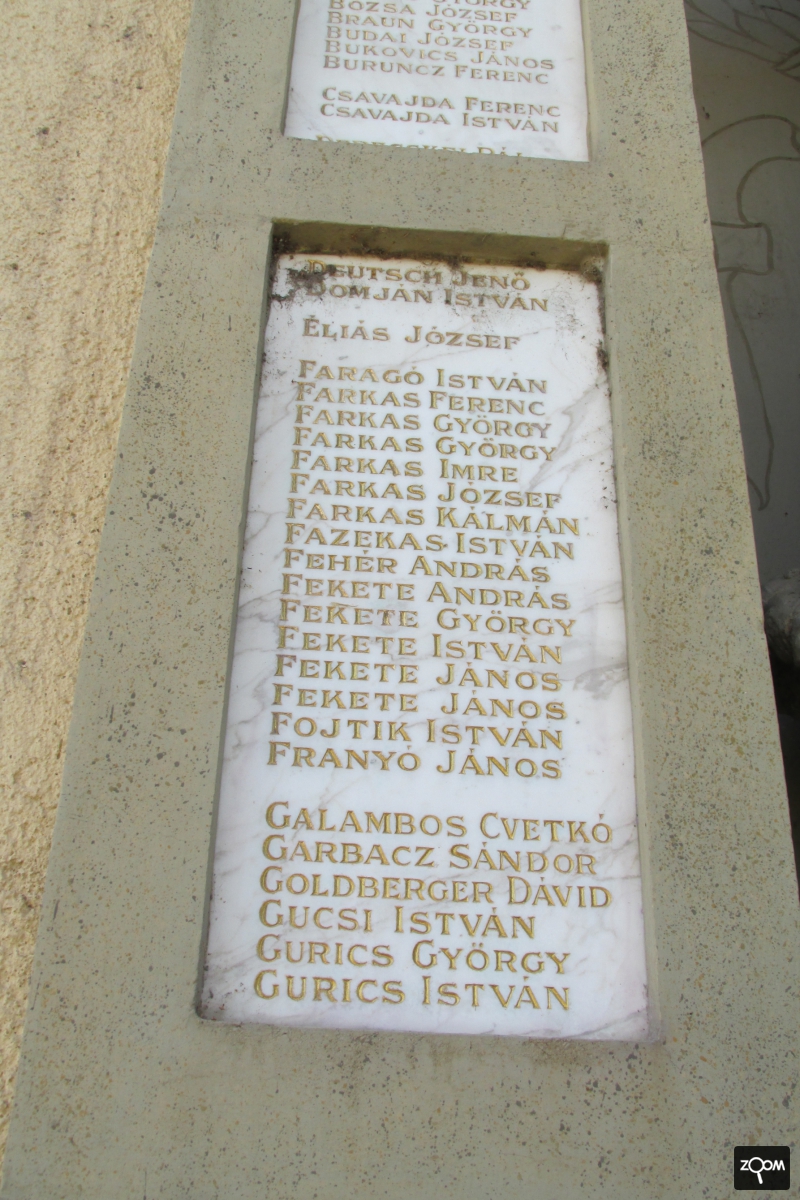 GYÖRGY
BOZSA JÓZSEF
BRAUN GYÖRGY
BUDAI JÓZSEF
BUKOVICS JÁNOS
BURUNCZ FERENC
CSAVAJDA FERENC
CSAVAJDA ISTVÁN
DEUTSCH JENŐ
DOMJÁN ISTVÁN
ÉLIÁS JÓZSEF
FARAGÓ ISTVÁN
FARKAS FERENC
FARKAS GYÖRGY
FARKAS GYÖRGY
FARKAS IMRE
FARKAS JÓZSEF
FARKAS KÁLMÁN
FAZEKAS ISTVÁN
FEHÉR ANDRÁS
FEKETE ANDRÁS
FEKETE GYÖRGY
FEKETE ISTVÁN
FEKETE JÁNOS
FEKETE JÁNOS
FOJTIK ISTVÁN
FRANYÓ JÁNOS
GALAMBOS CVETKÓ
GARBACZ SÁNDOR
GOLDBERGER DÁVID
GUCSI ISTVÁN
GURICS GYÖRGY
GURICS ISTVÁN
ZOOM